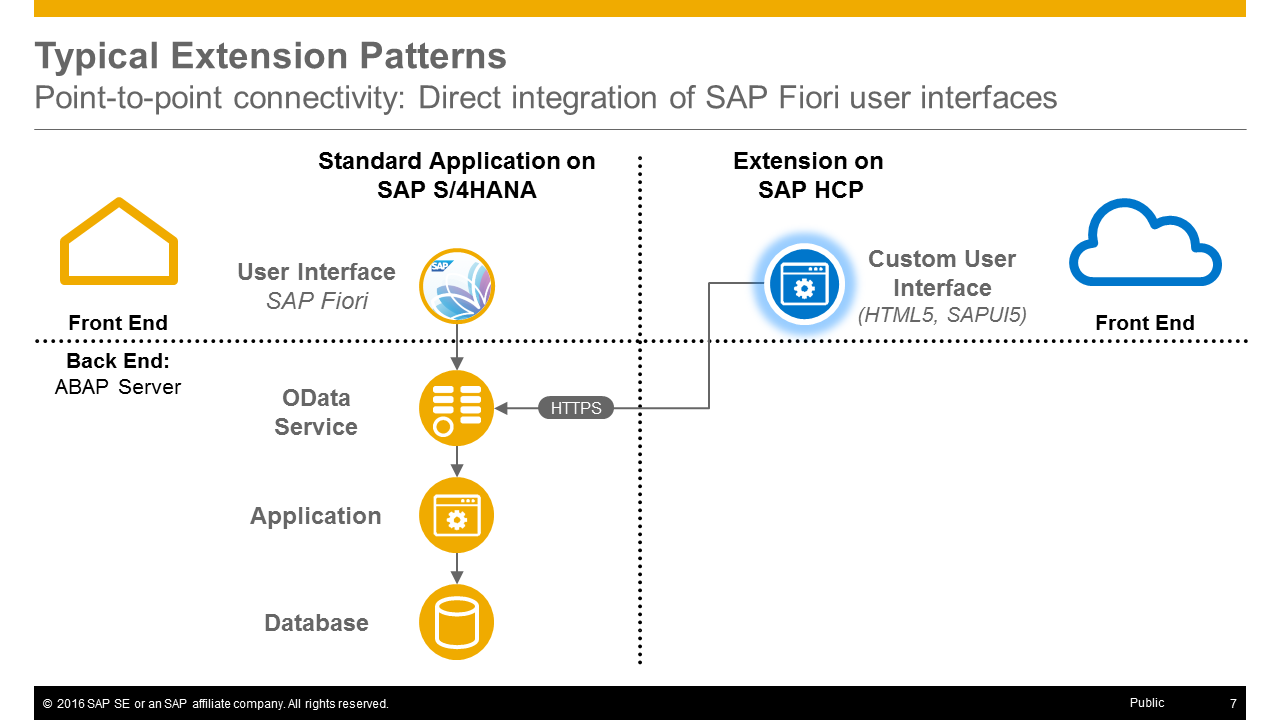 Typical Extension Patterns
Point-to-point connectivity: Direct integration of SAP Fiori user interfaces
Standard Application on
SAP S/4HANA
Extension on
SAP HCP
User Interface
SAP Fiori
SAP
Custom User
Interface
(HTML5, SAPUI5)
Front End
Front End
Back End:
ABAP Server
OData
Service
HTTPS
Application
Database
© 2016 SAP SE or an SAP affiliate company. All rights reserved.
Public
7